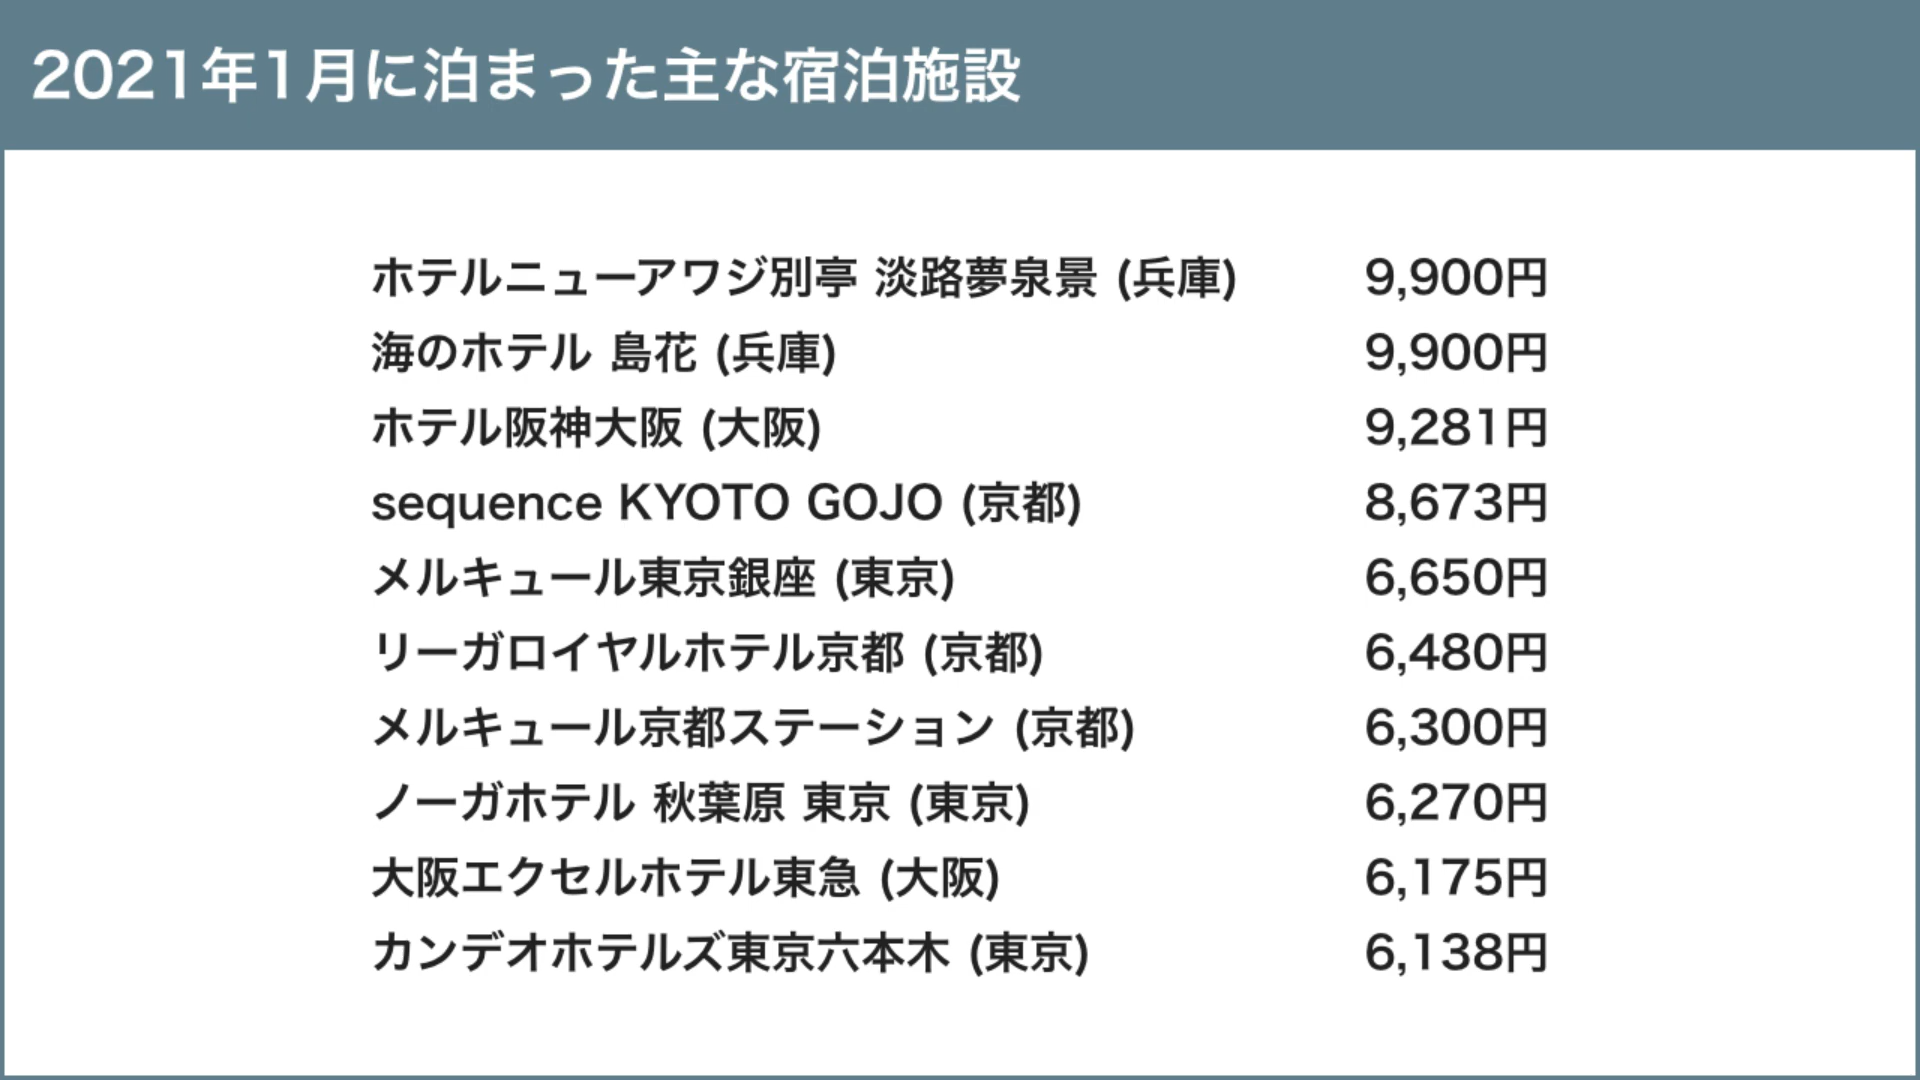 2021年1月に泊まった主な宿泊施設
ホテルニューアワジ別亭 淡路夢泉景 (兵庫) 9,900円
海のホテル 島花 (兵庫) 9,900円
ホテル阪神大阪 (大阪) 9,281円
sequence KYOTO GOJO (京都) 8,673円
メルキュール東京銀座 (東京) 6,650円
リーガロイヤルホテル京都 (京都) 6,480円
メルキュール京都ステーション (京都) 6,300円
ノーガホテル 秋葉原 東京 (東京) 6,270円
大阪エクセルホテル東急 (大阪) 6,175円
カンデオホテルズ東京六本木 (東京) 6,138円